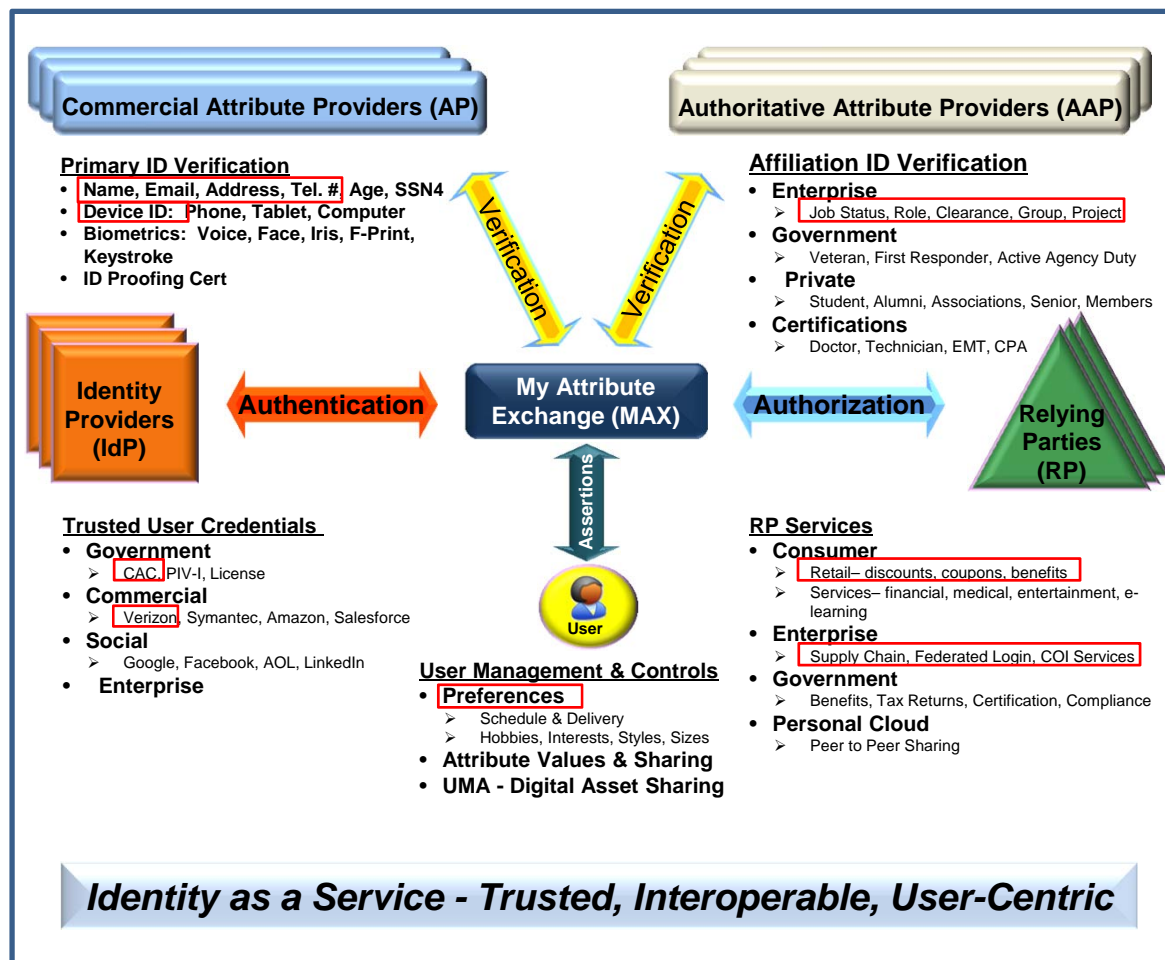 Commercial Attribute Providers (AP)
Authoritative Attribute Providers (AAP)
Primary ID Verification
• Name, Email, Address, Tel. #, Age, SSN4
• Device ID: Phone, Tablet, Computer
• Biometrics: Voice, Face, Iris, F-Print,
Keystroke
• ID Proofing Cert
Verification
Verification
Affiliation ID Verification
• Enterprise
➢ Job Status, Role, Clearance, Group, Project
• Government
➢ Veteran, First Responder, Active Agency Duty
• Private
➢ Student, Alumni, Associations, Senior, Members
• Certifications
➢ Doctor, Technician, EMT, CPA
Identity
Providers
(IdP)
Authentication
My Attribute
Exchange (MAX)
Authorization
Relying
Parties
(RP)
Assertions
User
Trusted User Credentials
• Government
➢ CAC, PIV-I, License
• Commercial
➢ Verizon, Symantec, Amazon, Salesforce
• Social
➢ Google, Facebook, AOL, LinkedIn
• Enterprise
User Management & Controls
• Preferences
➢ Schedule & Delivery
➢ Hobbies, Interests, Styles, Sizes
• Attribute Values & Sharing
• UMA - Digital Asset Sharing
RP Services
• Consumer
➢ Retail– discounts, coupons, benefits
➢ Services– financial, medical, entertainment, e-
learning
• Enterprise
➢ Supply Chain, Federated Login, COI Services
• Government
➢ Benefits, Tax Returns, Certification, Compliance
• Personal Cloud
➢ Peer to Peer Sharing
Identity as a Service - Trusted, Interoperable, User-Centric